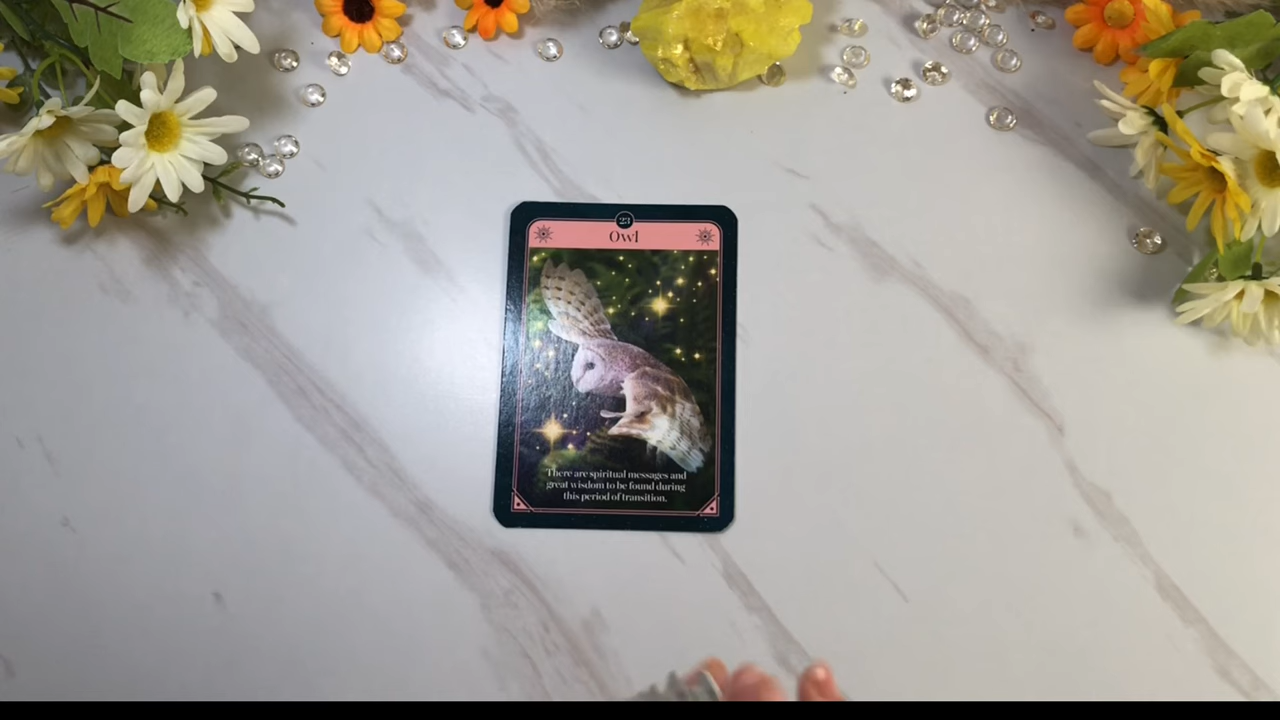 23
Owl
There are spiritual messages and
great wisdom to be found during
this period of transition.